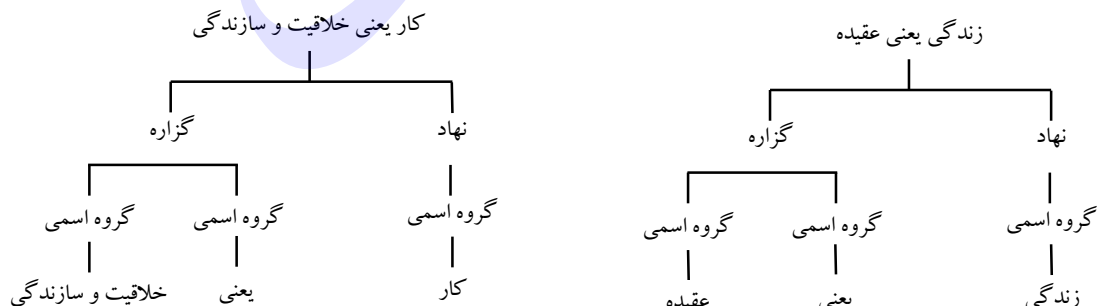 زندگی یعنی عقیده
نهاد گزاره
گروه اسمی گروه اسمی گروه اسمی
زندگی یعنی عقیده
کار یعنی خلاقیت و سازندگی
نهاد گزاره
گروه اسمی گروه اسمی گروه اسمی
کار یعنی خلاقیت و سازندگی